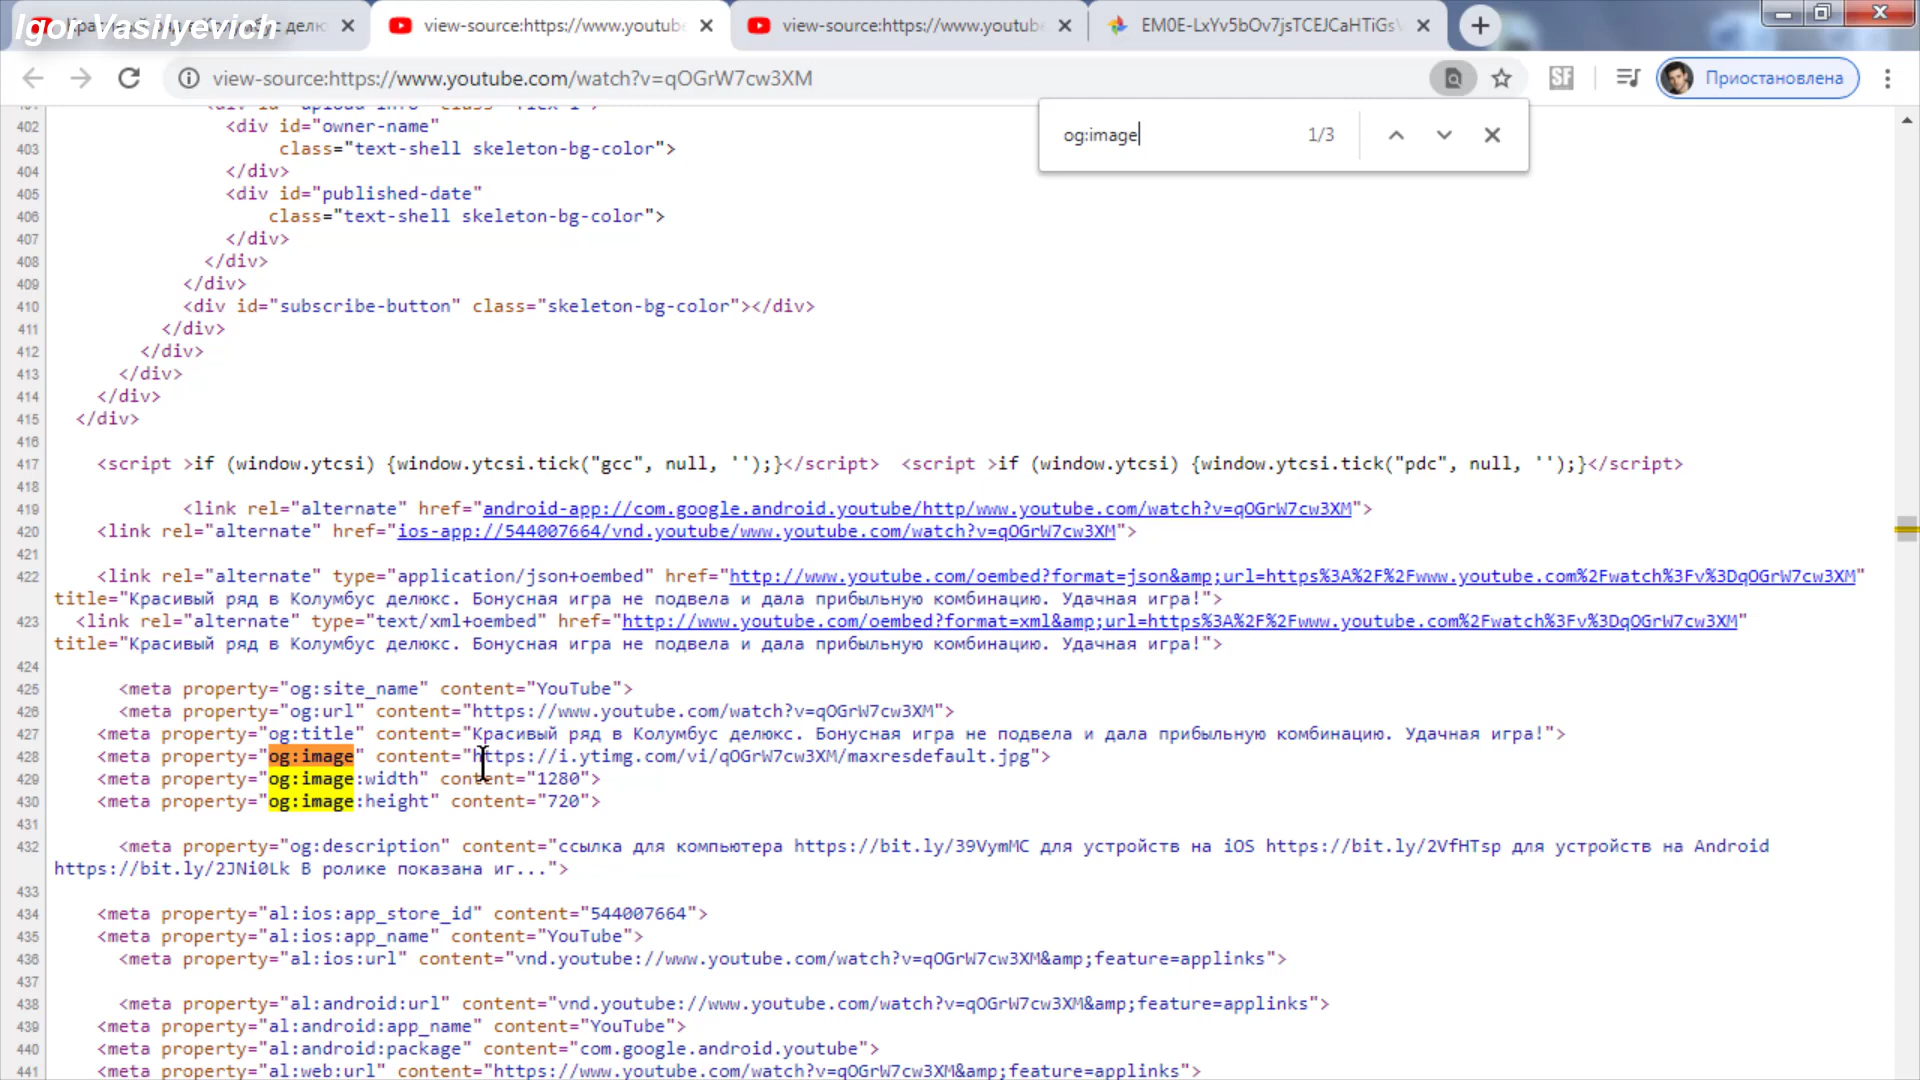 Igor Vasilyevich
view-source:https://www.youtube
view-source:https://www.youtube
EM0E-LxYv5bOv7jsTCEJCaHTiGs
view-source:https://www.youtube.com/watch?v=qOGrW7cw3XM
SF
Приостановлена
og:image
1/3
402 <div id="owner-name"
403 class="text-shell skeleton-bg-color">
404 </div>
405 <div id="published-date"
406 class="text-shell skeleton-bg-color">
407 </div>
408 </div>
409 </div>
410 <div id="subscribe-button" class="skeleton-bg-color"></div>
411 </div>
412 </div>
413 </div>
414 </div>
415 </div>
416
417 <script >if (window.ytcsi) {window.ytcsi.tick("gcc", null, '');}</script> <script >if (window.ytcsi) {window.ytcsi.tick("pdc", null, '');}</script>
418
419 <link rel="alternate" href="android-app://com.google.android.youtube/http/www.youtube.com/watch?v=qOGrW7cw3XM">
420 <link rel="alternate" href="ios-app://544007664/vnd.youtube/www.youtube.com/watch?v=qOGrW7cw3XM">
421
422 <link rel="alternate" type="application/json+oembed" href="http://www.youtube.com/oembed?format=json&amp;url=https%3A%2F%2Fwww.youtube.com%2Fwatch%3Fv%3DqOGrW7cw3XM"
title="Красивый ряд в Колумбус делюкс. Бонусная игра не подвела и дала прибыльную комбинацию. Удачная игра!">
423 <link rel="alternate" type="text/xml+oembed" href="http://www.youtube.com/oembed?format=xml&amp;url=https%3A%2F%2Fwww.youtube.com%2Fwatch%3Fv%3DqOGrW7cw3XM"
title="Красивый ряд в Колумбус делюкс. Бонусная игра не подвела и дала прибыльную комбинацию. Удачная игра!">
424
425 <meta property="og:site_name" content="YouTube">
426 <meta property="og:url" content="https://www.youtube.com/watch?v=qOGrW7cw3XM">
427 <meta property="og:title" content="Красивый ряд в Колумбус делюкс. Бонусная игра не подвела и дала прибыльную комбинацию. Удачная игра!">
428 <meta property="og:image" content="https://i.ytimg.com/vi/qOGrW7cw3XM/maxresdefault.jpg">
429 <meta property="og:image:width" content="1280">
430 <meta property="og:image:height" content="720">
431
432 <meta property="og:description" content="ссылка для компьютера https://bit.ly/39VymMC для устройств на iOS https://bit.ly/2VfHTsp для устройств на Android
https://bit.ly/2JNi0Lk В ролике показана иг...">
433
434 <meta property="al:ios:app_store_id" content="544007664">
435 <meta property="al:ios:app_name" content="YouTube">
436 <meta property="al:ios:url" content="vnd.youtube://www.youtube.com/watch?v=qOGrW7cw3XM&amp;feature=applinks">
437
438 <meta property="al:android:url" content="vnd.youtube://www.youtube.com/watch?v=qOGrW7cw3XM&amp;feature=applinks">
439 <meta property="al:android:app_name" content="YouTube">
440 <meta property="al:android:package" content="com.google.android.youtube">
441 <meta property="al:web:url" content="https://www.youtube.com/watch?v=qOGrW7cw3XM&amp;feature=applinks">